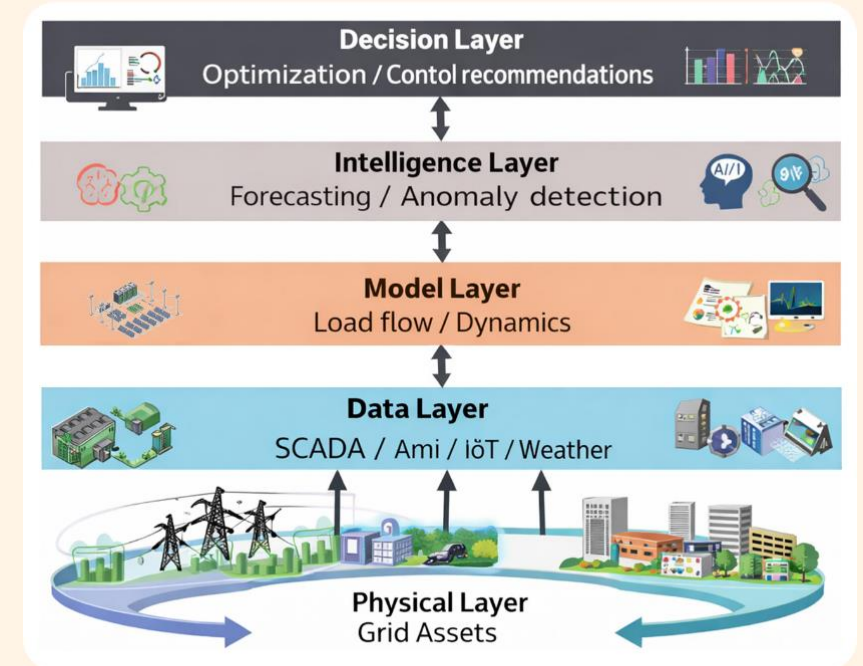 Decision Layer
Optimization / Contol recommendations
Intelligence Layer
Forecasting / Anomaly detection
AI/I
Model Layer
Load flow / Dynamics
Data Layer
SCADA / Ami / iöT / Weather
Physical Layer
Grid Assets